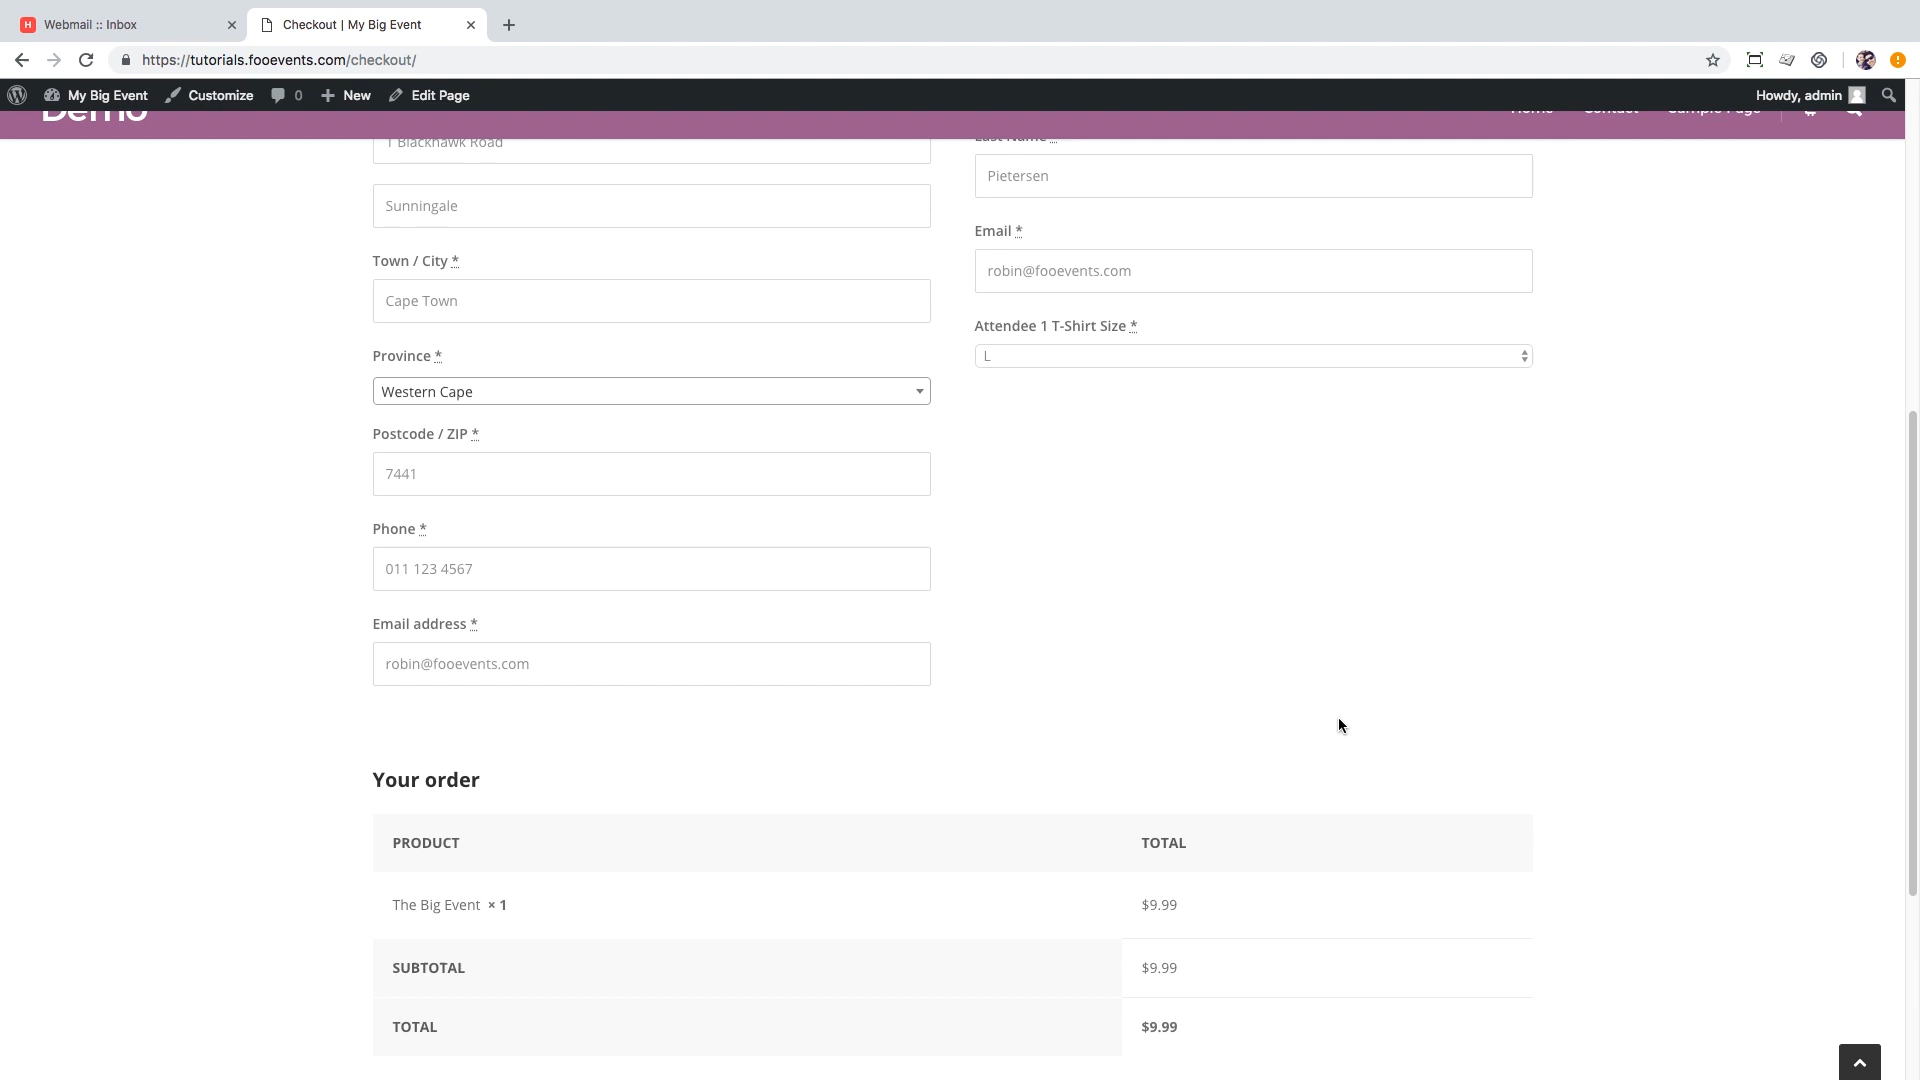 Webmail :: Inbox
Checkout | My Big Event
https://tutorials.fooevents.com/checkout/
My Big Event
Customize
0
New
Edit Page
Howdy, admin
Demo
Home
Contact
Sample Page
1 Blackhawk Road
Sunningale
Town / City *
Cape Town
Province *
Western Cape
Postcode / ZIP *
7441
Phone *
011 123 4567
Email address *
robin@fooevents.com
Last Name *
Pietersen
Email *
robin@fooevents.com
Attendee 1 T-Shirt Size *
L
Your order
PRODUCT TOTAL
The Big Event × 1 $9.99
SUBTOTAL $9.99
TOTAL $9.99